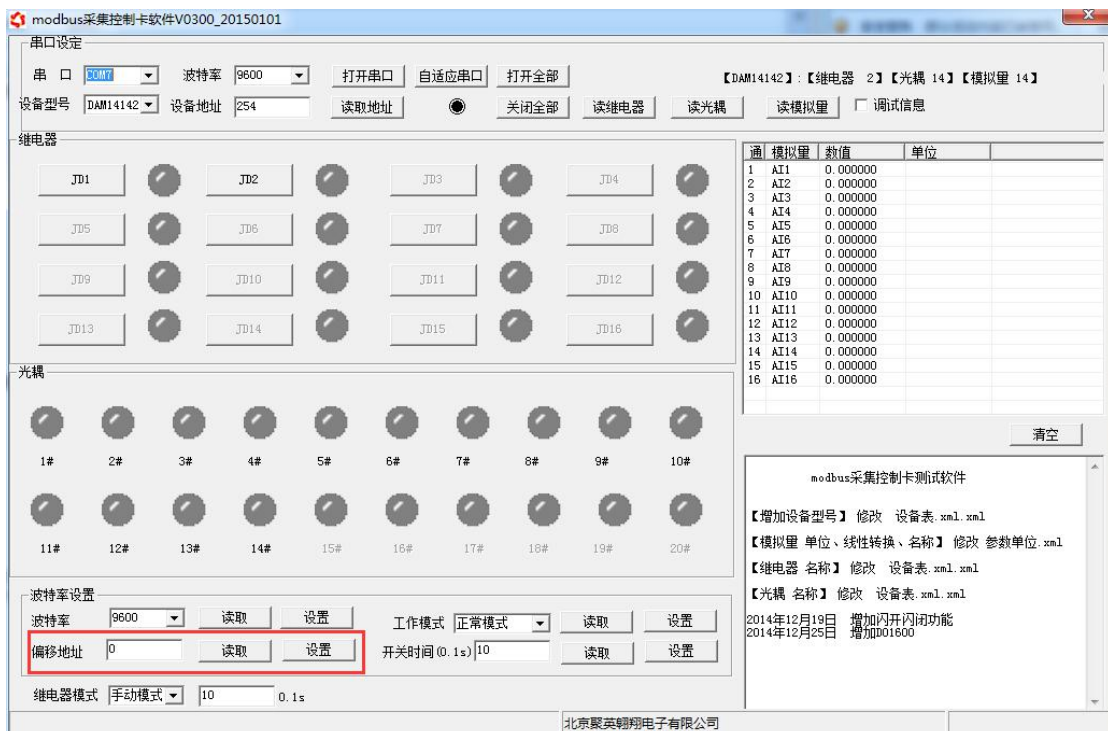 modbus采集控制卡软件V0300_20150101
串口设定
串 口 COM7 波特率 9600 打开串口 自适应串口 打开全部 【DAM14142】:【继电器 2】【光耦 14】【模拟量 14】
设备型号 DAM14142 设备地址 254 读取地址 关闭全部 读继电器 读光耦 读模拟量 调试信息
继电器
JD1 JD2 JD3 JD4
JD5 JD6 JD7 JD8
JD9 JD10 JD11 JD12
JD13 JD14 JD15 JD16
通 模拟量 数值 单位
1 AI1 0.000000
2 AI2 0.000000
3 AI3 0.000000
4 AI4 0.000000
5 AI5 0.000000
6 AI6 0.000000
7 AI7 0.000000
8 AI8 0.000000
9 AI9 0.000000
10 AI10 0.000000
11 AI11 0.000000
12 AI12 0.000000
13 AI13 0.000000
14 AI14 0.000000
15 AI15 0.000000
16 AI16 0.000000
光耦
1# 2# 3# 4# 5# 6# 7# 8# 9# 10#
11# 12# 13# 14# 15# 16# 17# 18# 19# 20#
清空
modbus采集控制卡测试软件
【增加设备型号】 修改 设备表.xml.xml
【模拟量 单位、线性转换、名称】 修改 参数单位.xml
【继电器 名称】 修改 设备表.xml.xml
【光耦 名称】 修改 设备表.xml.xml
2014年12月19日 增加闪开闪闭功能
2014年12月25日 增加DO1600
波特率设置
波特率 9600 读取 设置 工作模式 正常模式 读取 设置
偏移地址 0 读取 设置 开关时间(0.1s) 10 读取 设置
继电器模式 手动模式 10 0.1s
北京聚英翱翔电子有限公司